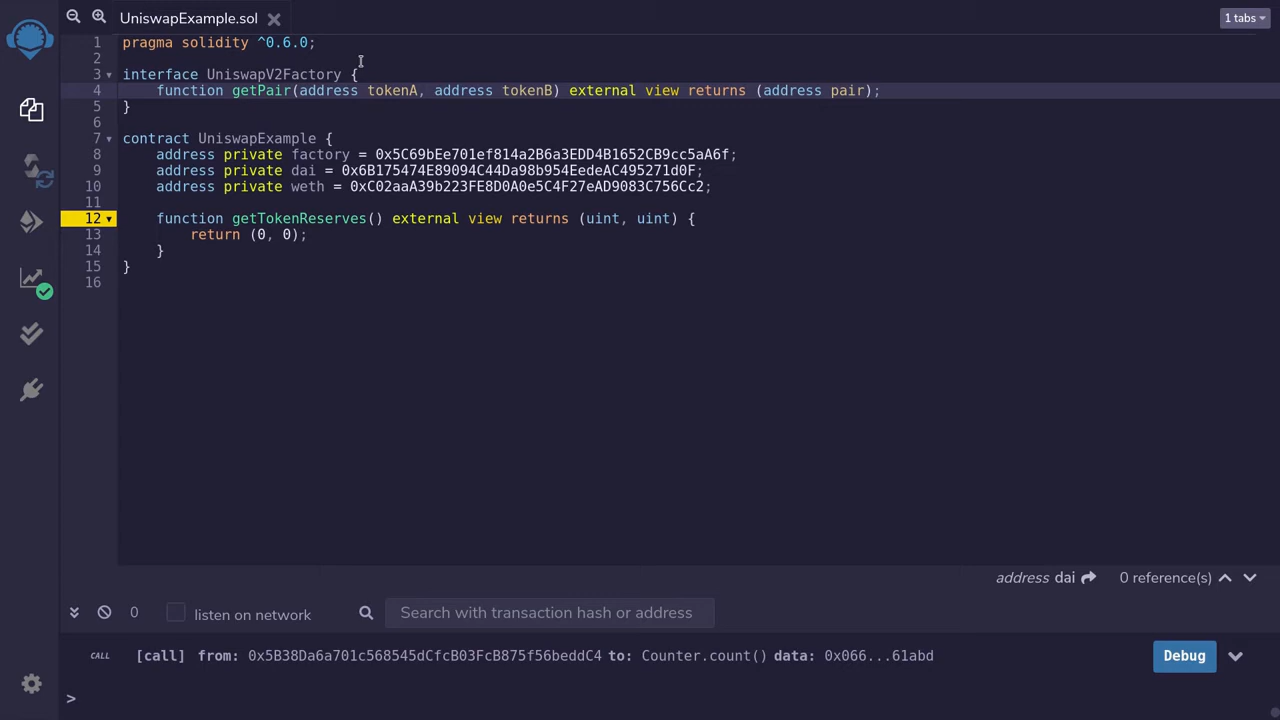 UniswapExample.sol
1 tabs
1 pragma solidity ^0.6.0;
2
3 interface UniswapV2Factory {
4 function getPair(address tokenA, address tokenB) external view returns (address pair);
5 }
6
7 contract UniswapExample {
8 address private factory = 0x5C69bEe701ef814a2B6a3EDD4B1652CB9cc5aA6f;
9 address private dai = 0x6B175474E89094C44Da98b954EedeAC495271d0F;
10 address private weth = 0xC02aaA39b223FE8D0A0e5C4F27eAD9083C756Cc2;
11
12 function getTokenReserves() external view returns (uint, uint) {
13 return (0, 0);
14 }
15 }
16
address dai 0 reference(s)
0 listen on network Search with transaction hash or address
CALL [call] from: 0x5B38Da6a701c568545dCfcB03FcB875f56beddC4 to: Counter.count() data: 0x066...61abd Debug
>